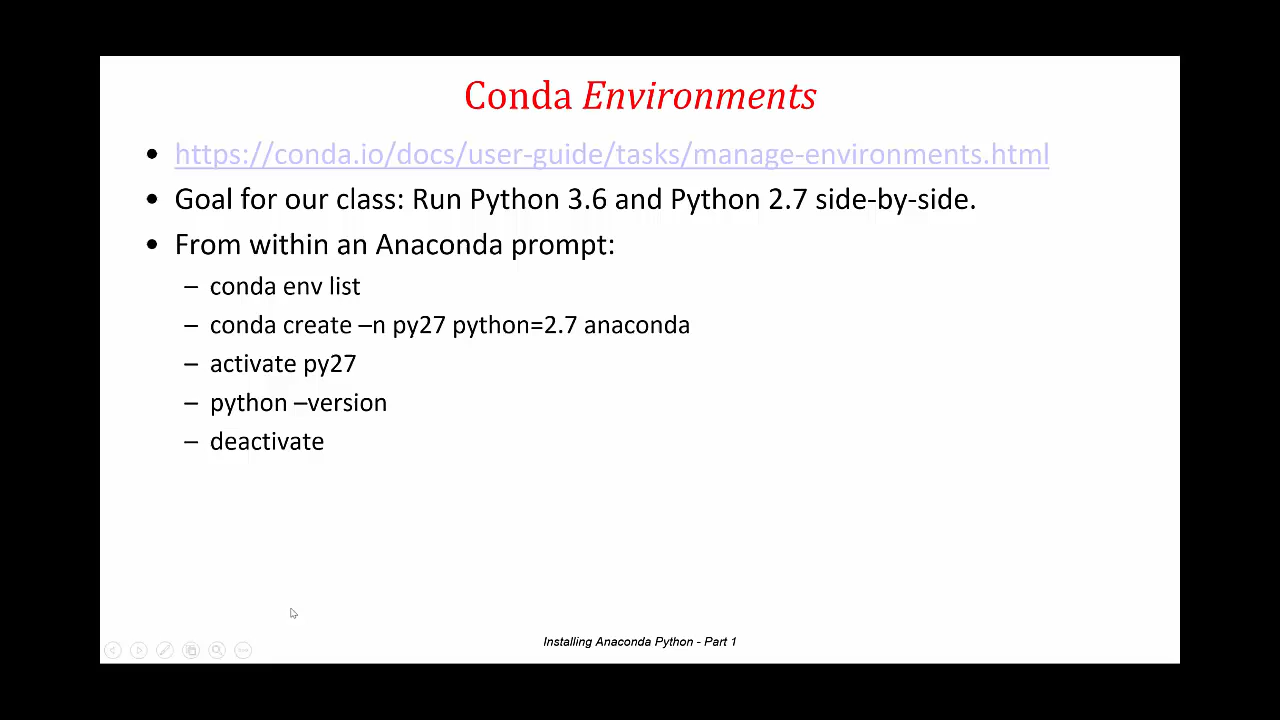 Conda Environments
• https://conda.io/docs/user-guide/tasks/manage-environments.html
• Goal for our class: Run Python 3.6 and Python 2.7 side-by-side.
• From within an Anaconda prompt:
– conda env list
– conda create –n py27 python=2.7 anaconda
– activate py27
– python –version
– deactivate
Installing Anaconda Python - Part 1